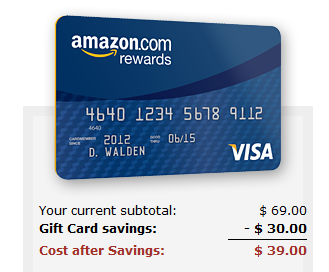 amazon.com
rewards
4640 1234 5678 9112
4640
CARDMEMBER SINCE 2012 GOOD THRU 06/15
D. WALDEN
VISA
Your current subtotal: $ 69.00
Gift Card savings: - $ 30.00
Cost after Savings: $ 39.00